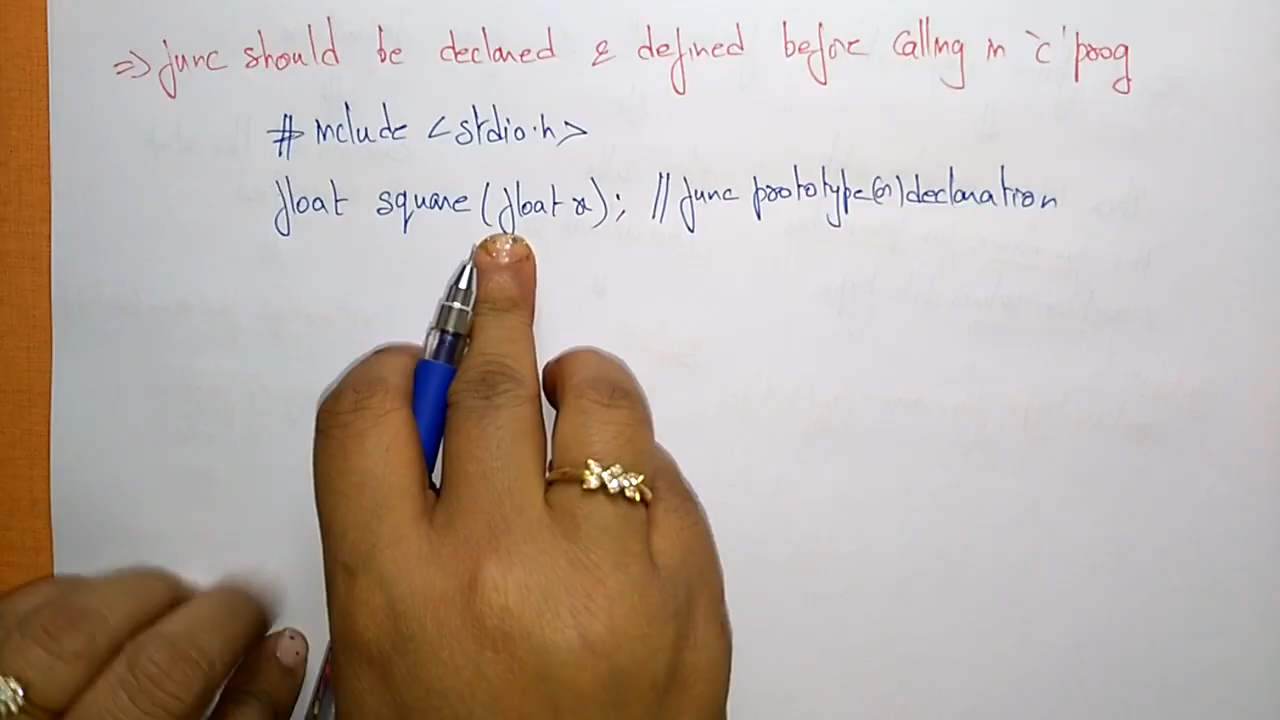 => func should be declared & defined before calling in 'c' prog
# include <stdio.h>
float square(float x); // func prototype(or)declaration